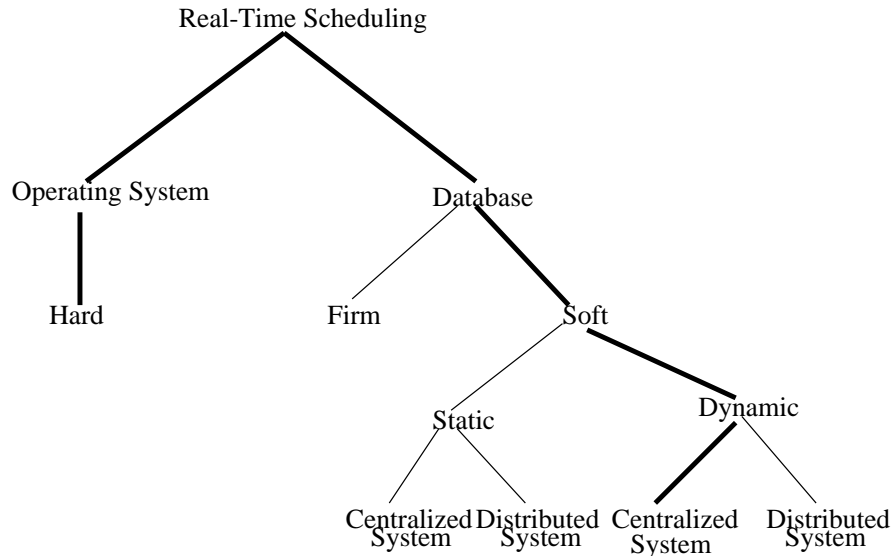 Real-Time Scheduling
Operating System
Database
Hard
Firm
Soft
Static
Dynamic
Centralized
System
Distributed
System
Centralized
System
Distributed
System